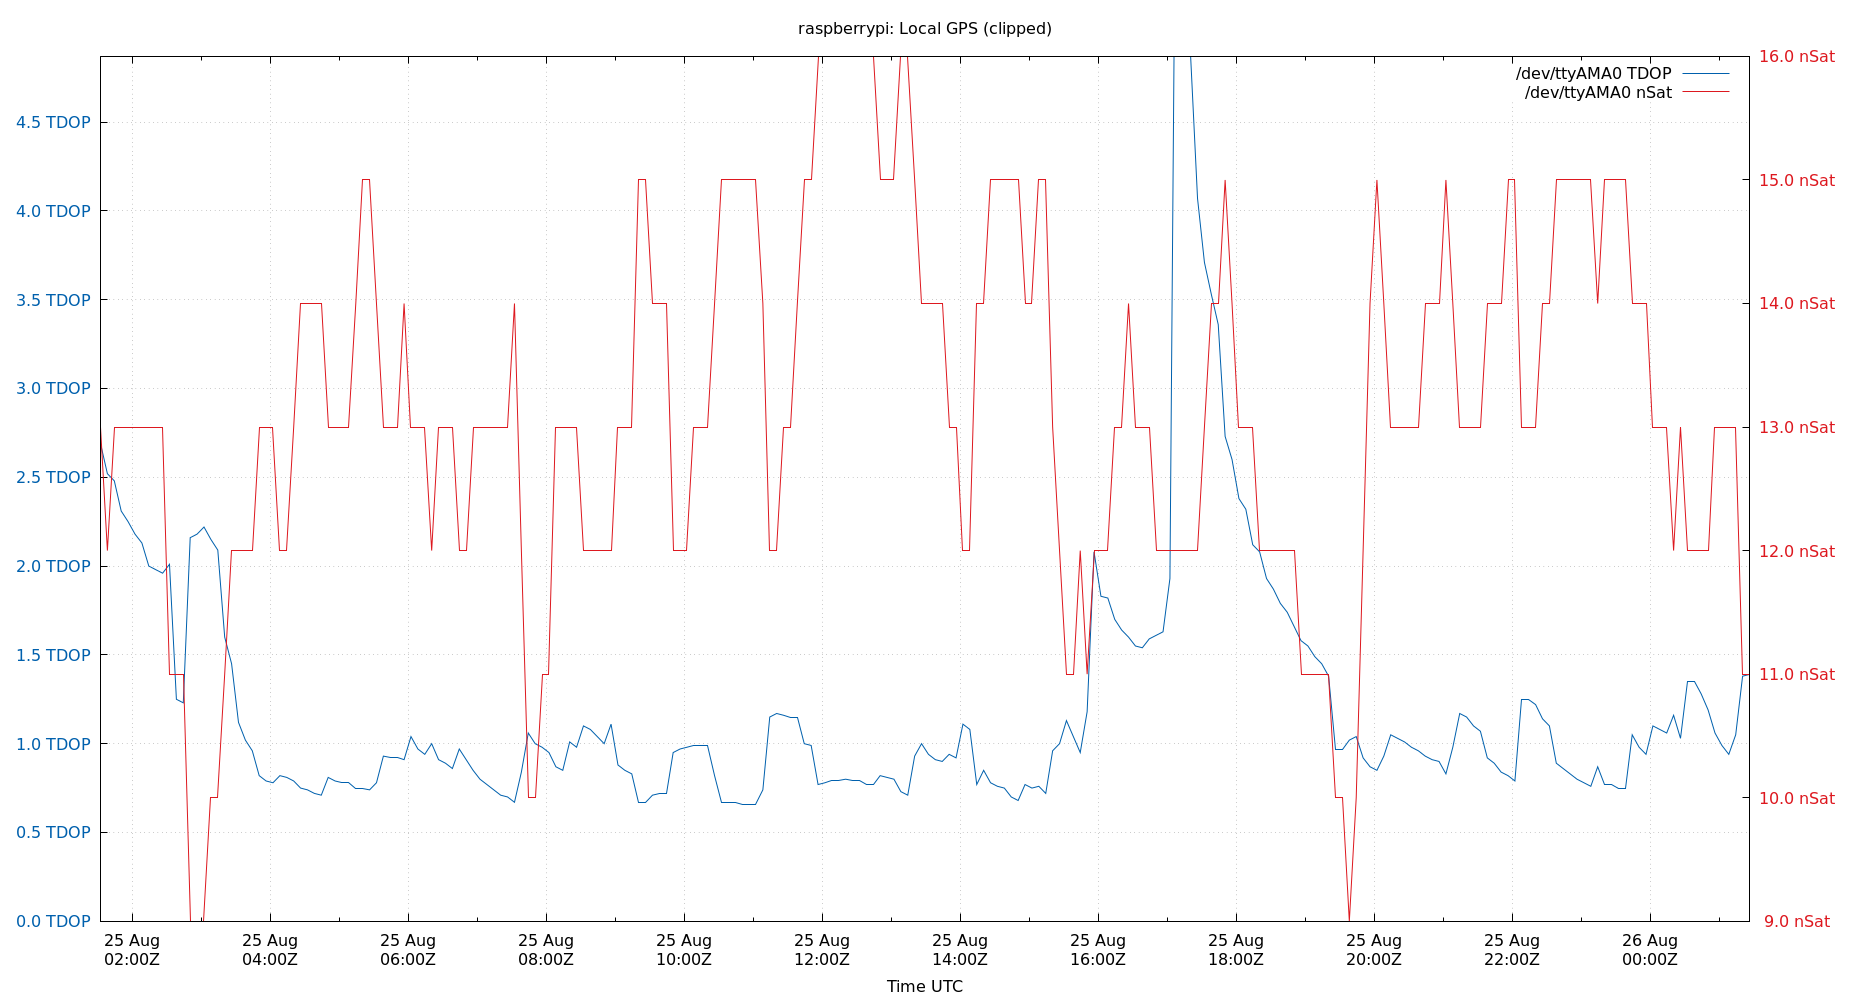 raspberrypi: Local GPS (clipped)
/dev/ttyAMA0 TDOP
/dev/ttyAMA0 nSat
4.5 TDOP
4.0 TDOP
3.5 TDOP
3.0 TDOP
2.5 TDOP
2.0 TDOP
1.5 TDOP
1.0 TDOP
0.5 TDOP
0.0 TDOP
16.0 nSat
15.0 nSat
14.0 nSat
13.0 nSat
12.0 nSat
11.0 nSat
10.0 nSat
9.0 nSat
25 Aug 25 Aug 25 Aug 25 Aug 25 Aug 25 Aug 25 Aug 25 Aug 25 Aug 25 Aug 25 Aug 26 Aug
02:00Z 04:00Z 06:00Z 08:00Z 10:00Z 12:00Z 14:00Z 16:00Z 18:00Z 20:00Z 22:00Z 00:00Z
Time UTC